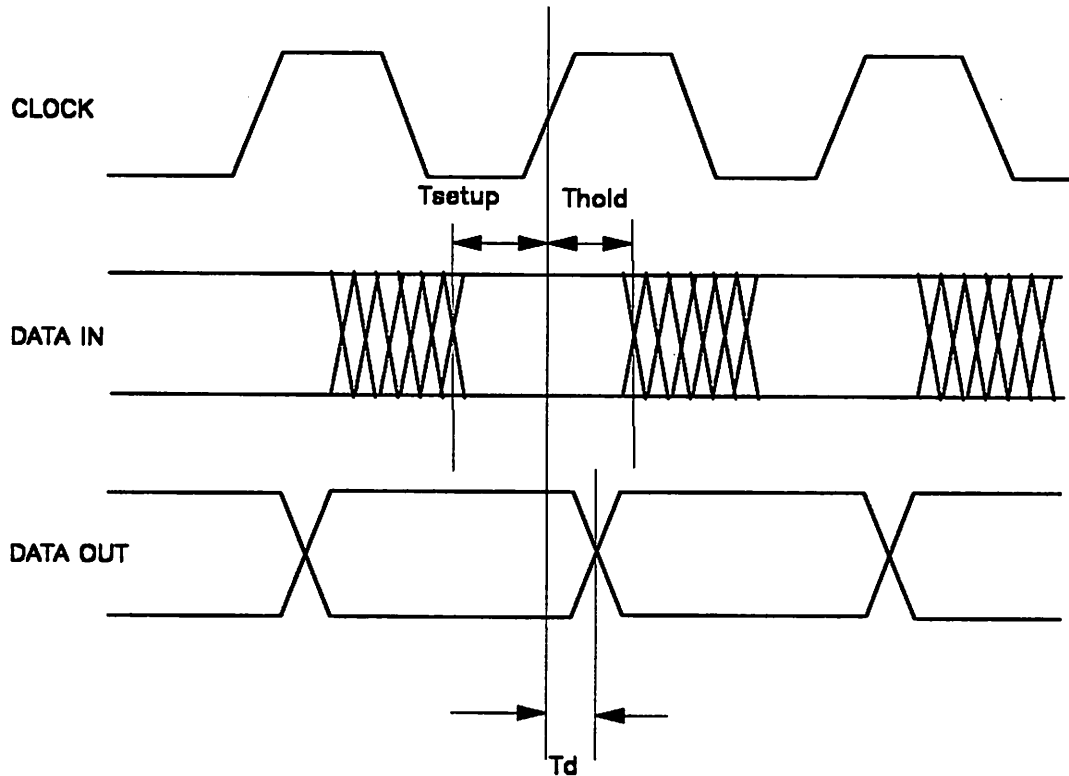 CLOCK
Tsetup
Thold
DATA IN
DATA OUT
Td